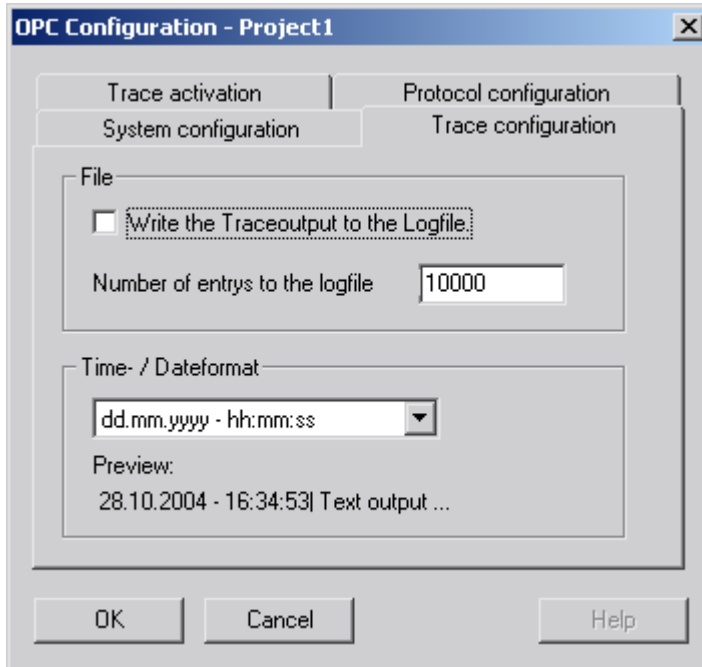 OPC Configuration - Project1
Trace activation
Protocol configuration
System configuration
Trace configuration
File
Write the Traceoutput to the Logfile.
Number of entrys to the logfile
10000
Time- / Dateformat
dd.mm.yyyy - hh:mm:ss
Preview:
28.10.2004 - 16:34:53| Text output ...
OK
Cancel
Help